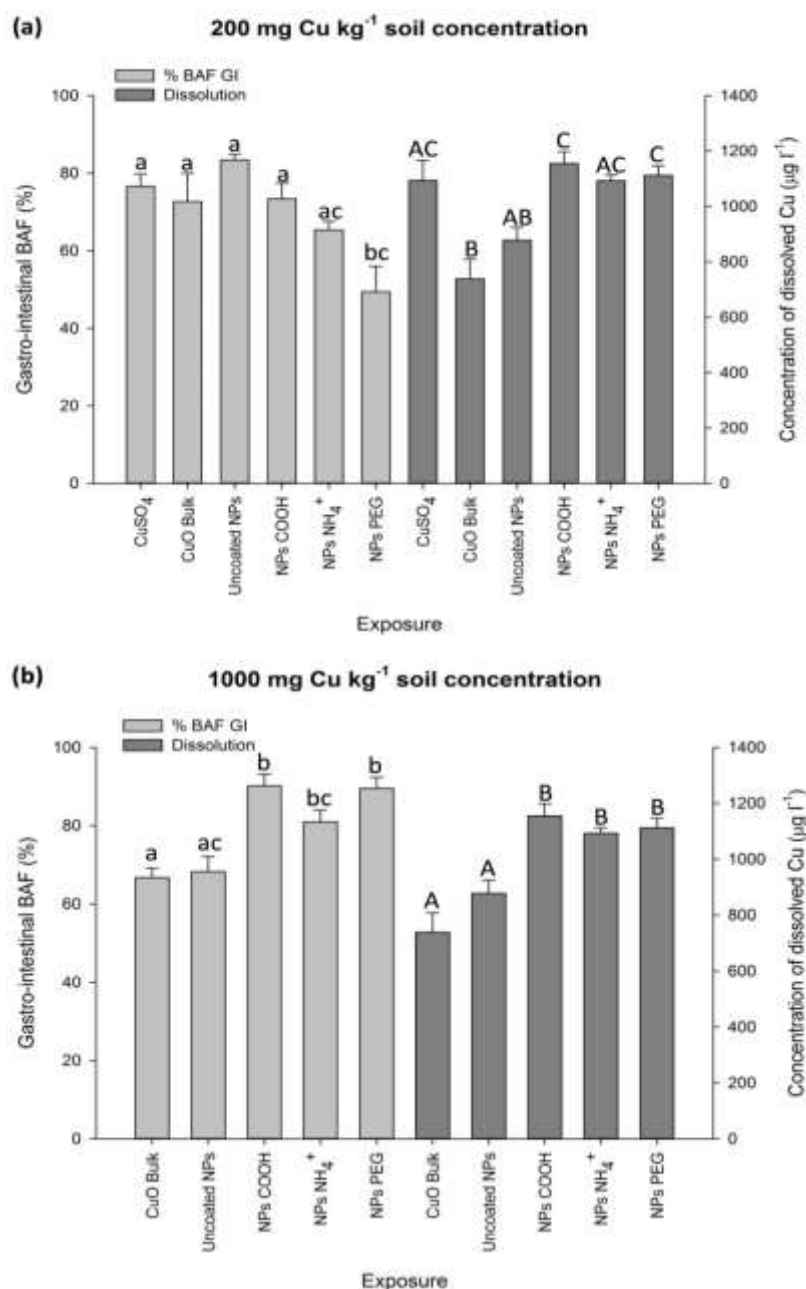 (a)
200 mg Cu kg⁻¹ soil concentration
% BAF GI
Dissolution
100
80
60
40
20
0
Gastro-intestinal BAF (%)
a
a
a
a
ac
bc
AC
B
AB
C
AC
C
1400
1200
1000
800
600
400
200
0
Concentration of dissolved Cu (µg l⁻¹)
CuSO₄
CuO Bulk
Uncoated NPs
NPs COOH
NPs NH₄⁺
NPs PEG
CuSO₄
CuO Bulk
Uncoated NPs
NPs COOH
NPs NH₄⁺
NPs PEG
Exposure
(b)
1000 mg Cu kg⁻¹ soil concentration
% BAF GI
Dissolution
100
80
60
40
20
0
Gastro-intestinal BAF (%)
a
ac
b
bc
b
A
A
B
B
B
1400
1200
1000
800
600
400
200
0
Concentration of dissolved Cu (µg l⁻¹)
CuO Bulk
Uncoated NPs
NPs COOH
NPs NH₄⁺
NPs PEG
CuO Bulk
Uncoated NPs
NPs COOH
NPs NH₄⁺
NPs PEG
Exposure